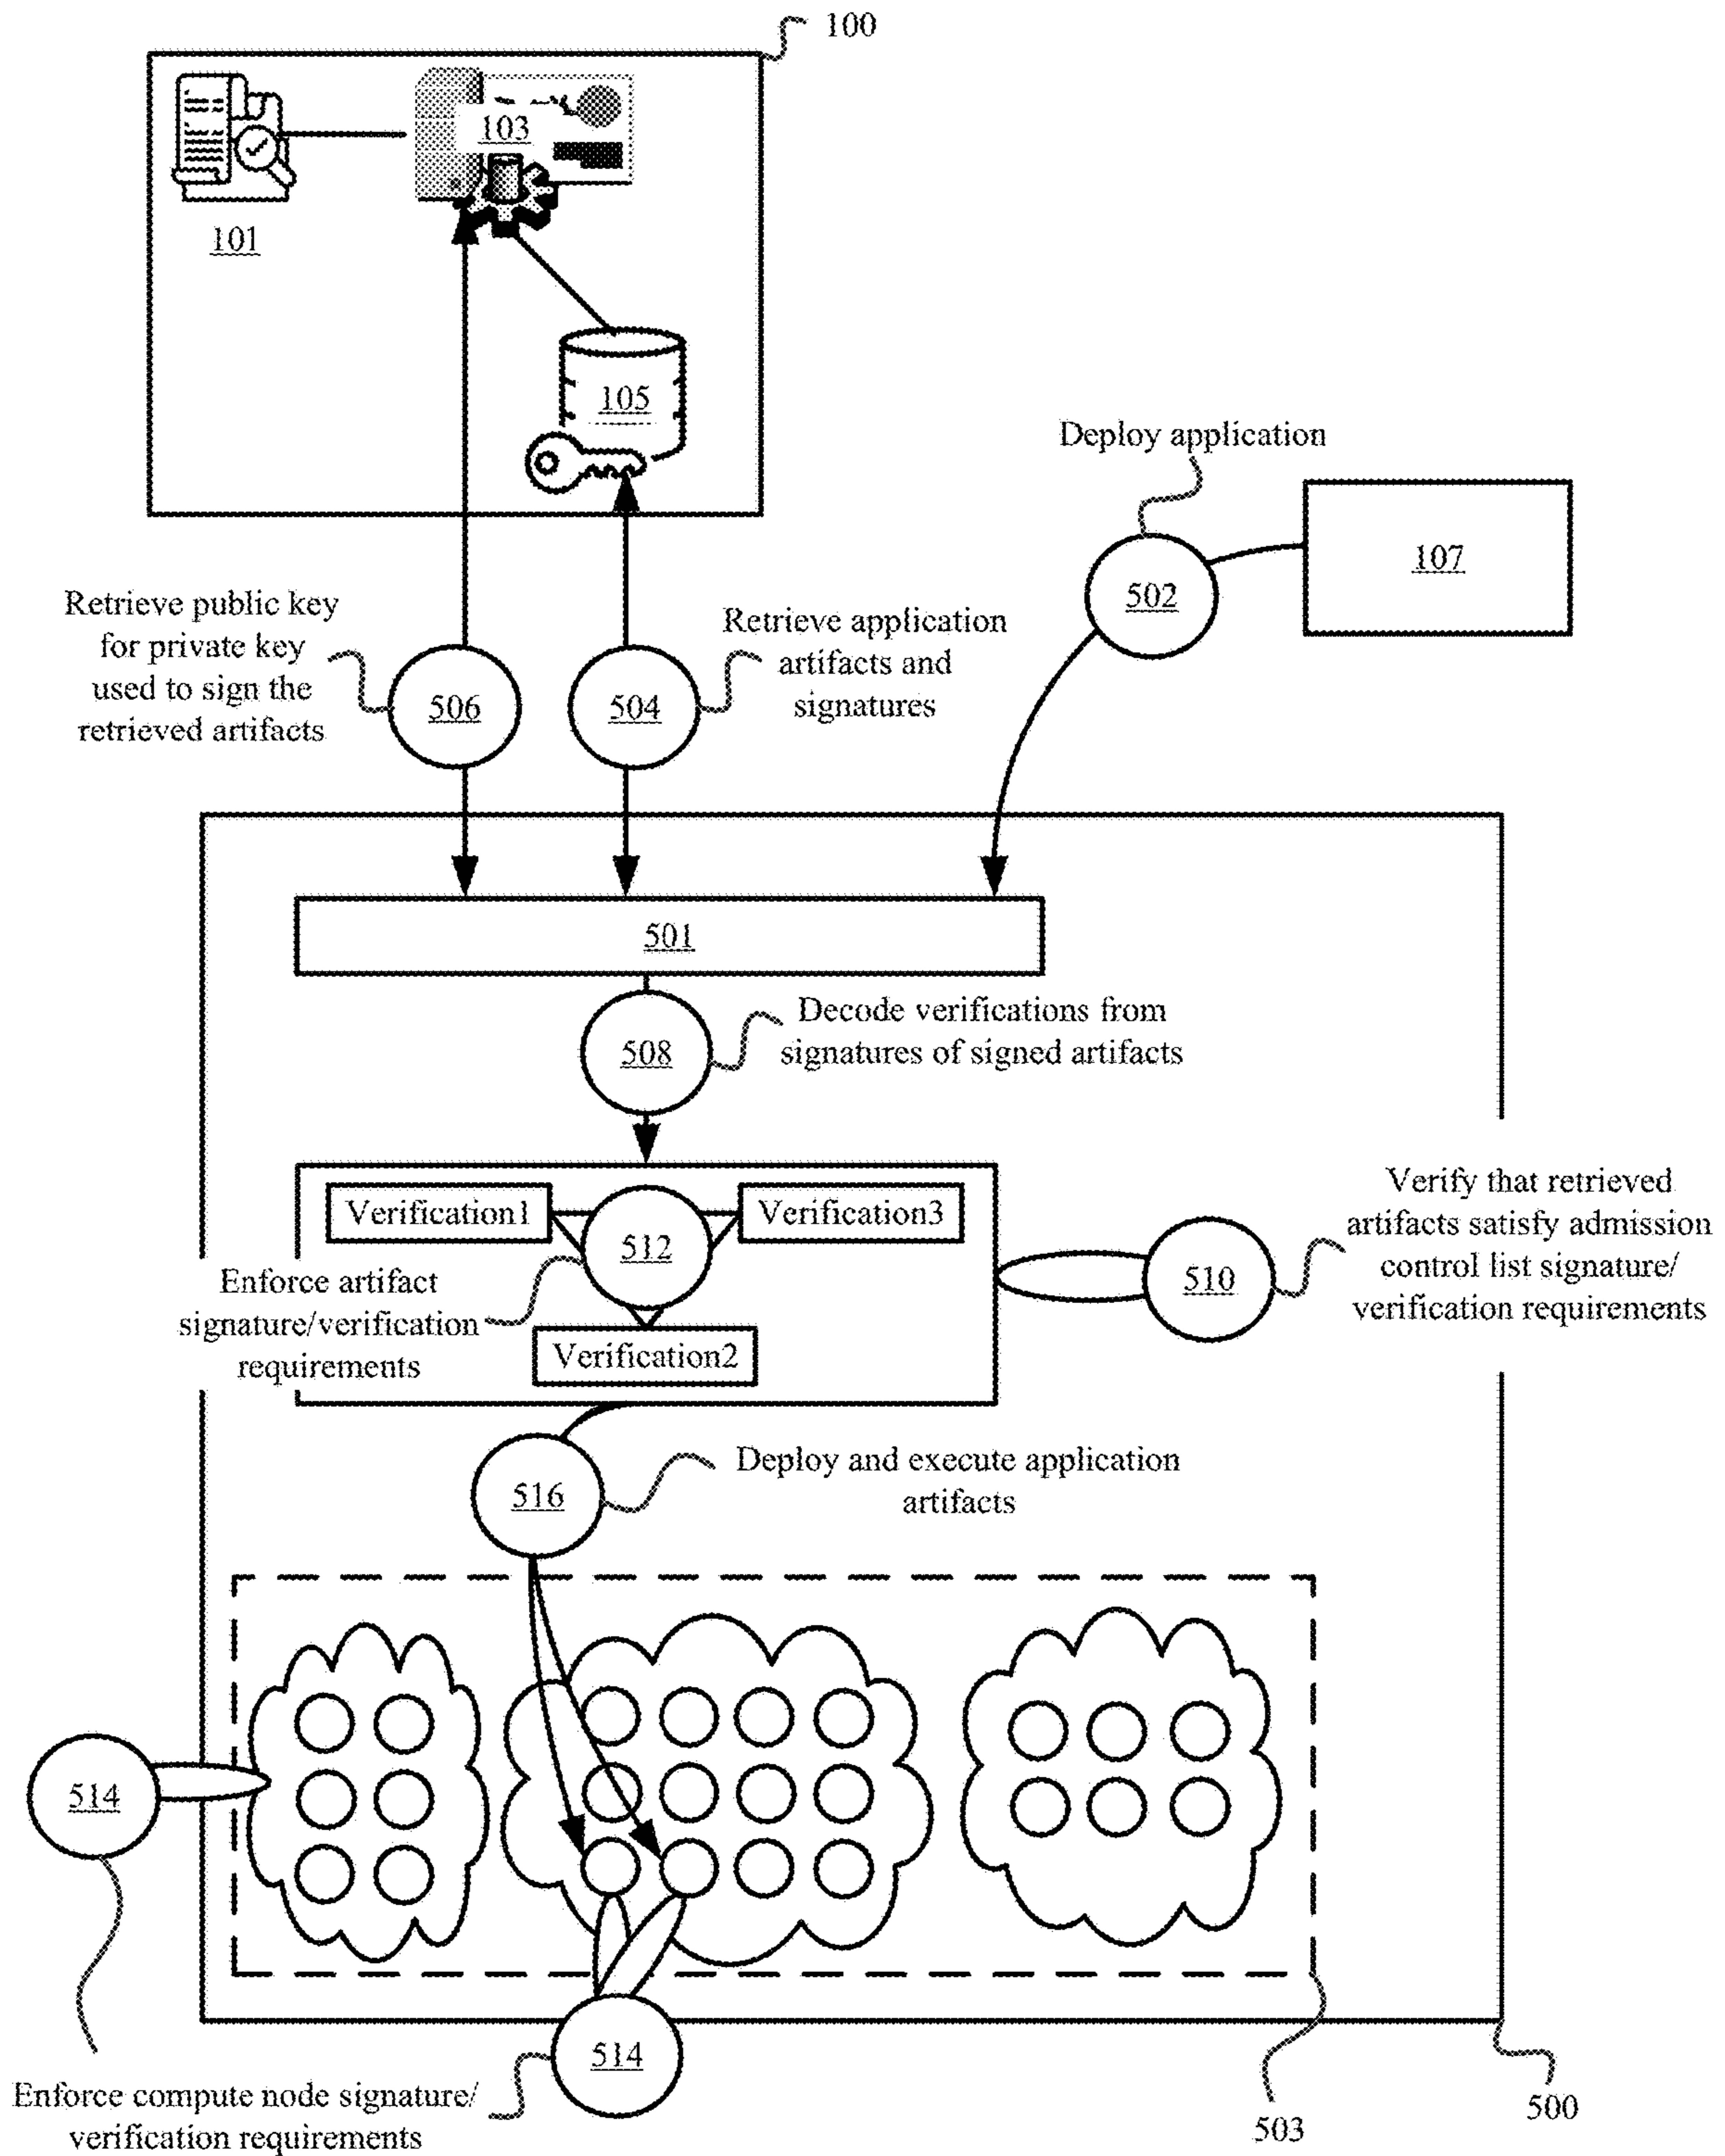 100
103
101
105
Deploy application
107
502
Retrieve public key
for private key
used to sign the
retrieved artifacts
506
504
Retrieve application
artifacts and
signatures
501
508
Decode verifications from
signatures of signed artifacts
Verification1
512
Verification3
Verification2
Enforce artifact
signature/verification
requirements
510
Verify that retrieved
artifacts satisfy admission
control list signature/
verification requirements
516
Deploy and execute application
artifacts
514
514
Enforce compute node signature/
verification requirements
503
500